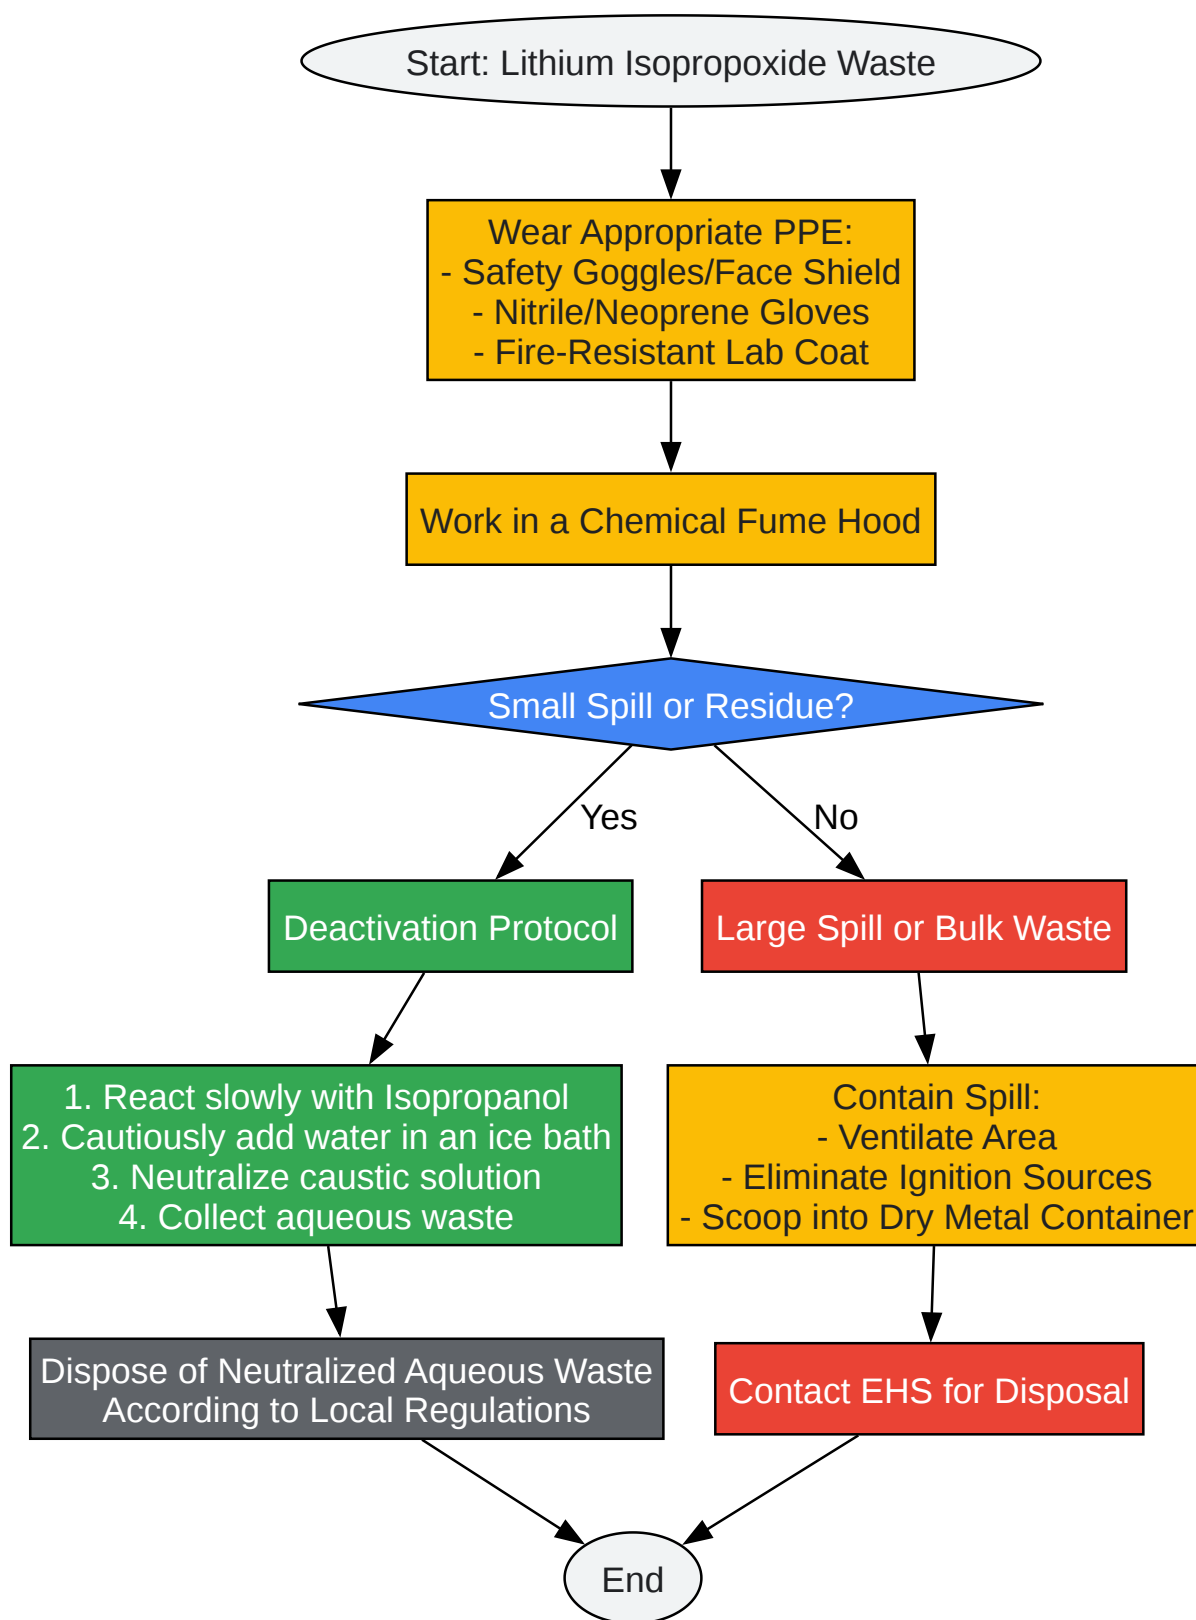 Start: Lithium Isopropoxide Waste
Wear Appropriate PPE:
- Safety Goggles/Face Shield
- Nitrile/Neoprene Gloves
- Fire-Resistant Lab Coat
Work in a Chemical Fume Hood
Small Spill or Residue?
Yes
No
Deactivation Protocol
Large Spill or Bulk Waste
1. React slowly with Isopropanol
2. Cautiously add water in an ice bath
3. Neutralize caustic solution
4. Collect aqueous waste
Contain Spill:
- Ventilate Area
- Eliminate Ignition Sources
- Scoop into Dry Metal Container
Dispose of Neutralized Aqueous Waste
According to Local Regulations
Contact EHS for Disposal
End